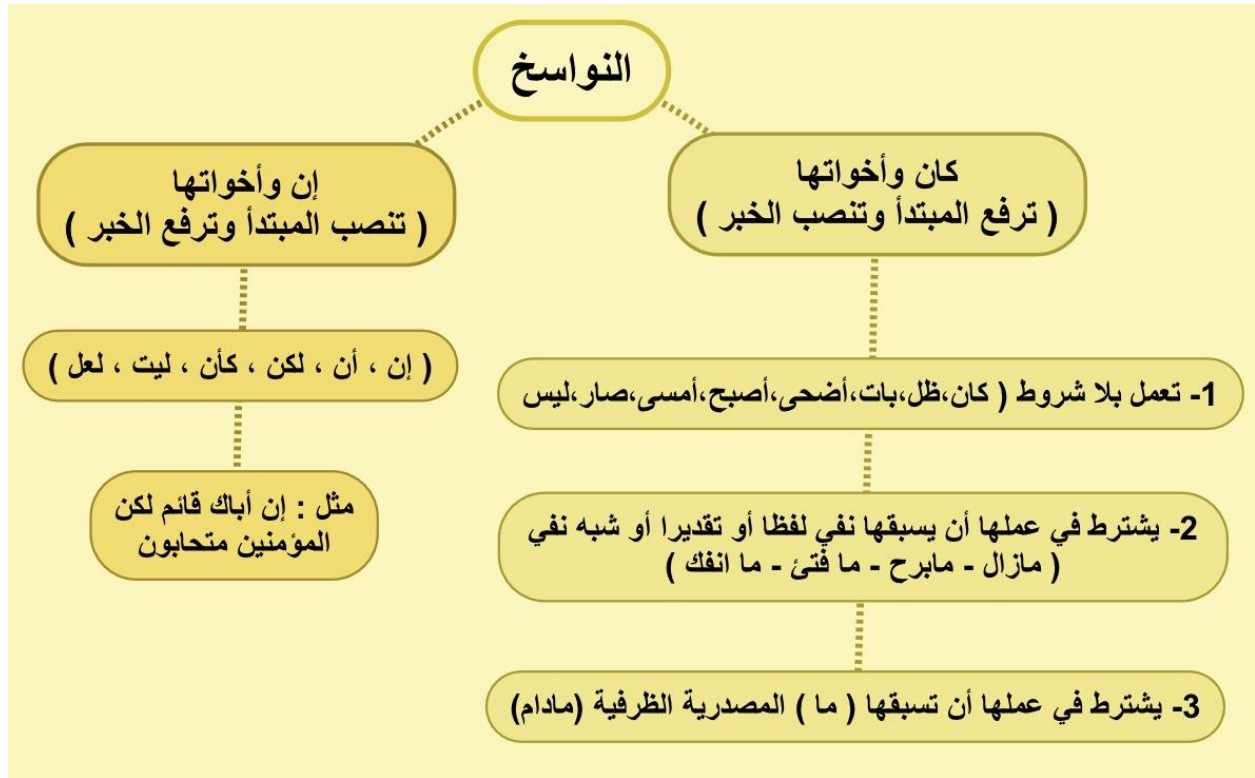 النواسخ
كان وأخواتها
( ترفع المبتدأ وتنصب الخبر )
1- تعمل بلا شروط ( كان،ظل،بات،أضحى،أصبح،أمسى،صار،ليس
2- يشترط في عملها أن يسبقها نفي لفظا أو تقديرا أو شبه نفي
( مازال - مابرح - ما فتئ - ما انفك )
3- يشترط في عملها أن تسبقها ( ما ) المصدرية الظرفية (مادام)
إن وأخواتها
( تنصب المبتدأ وترفع الخبر )
( إن ، أن ، لكن ، كأن ، ليت ، لعل )
مثل : إن أباك قائم لكن
المؤمنين متحابون